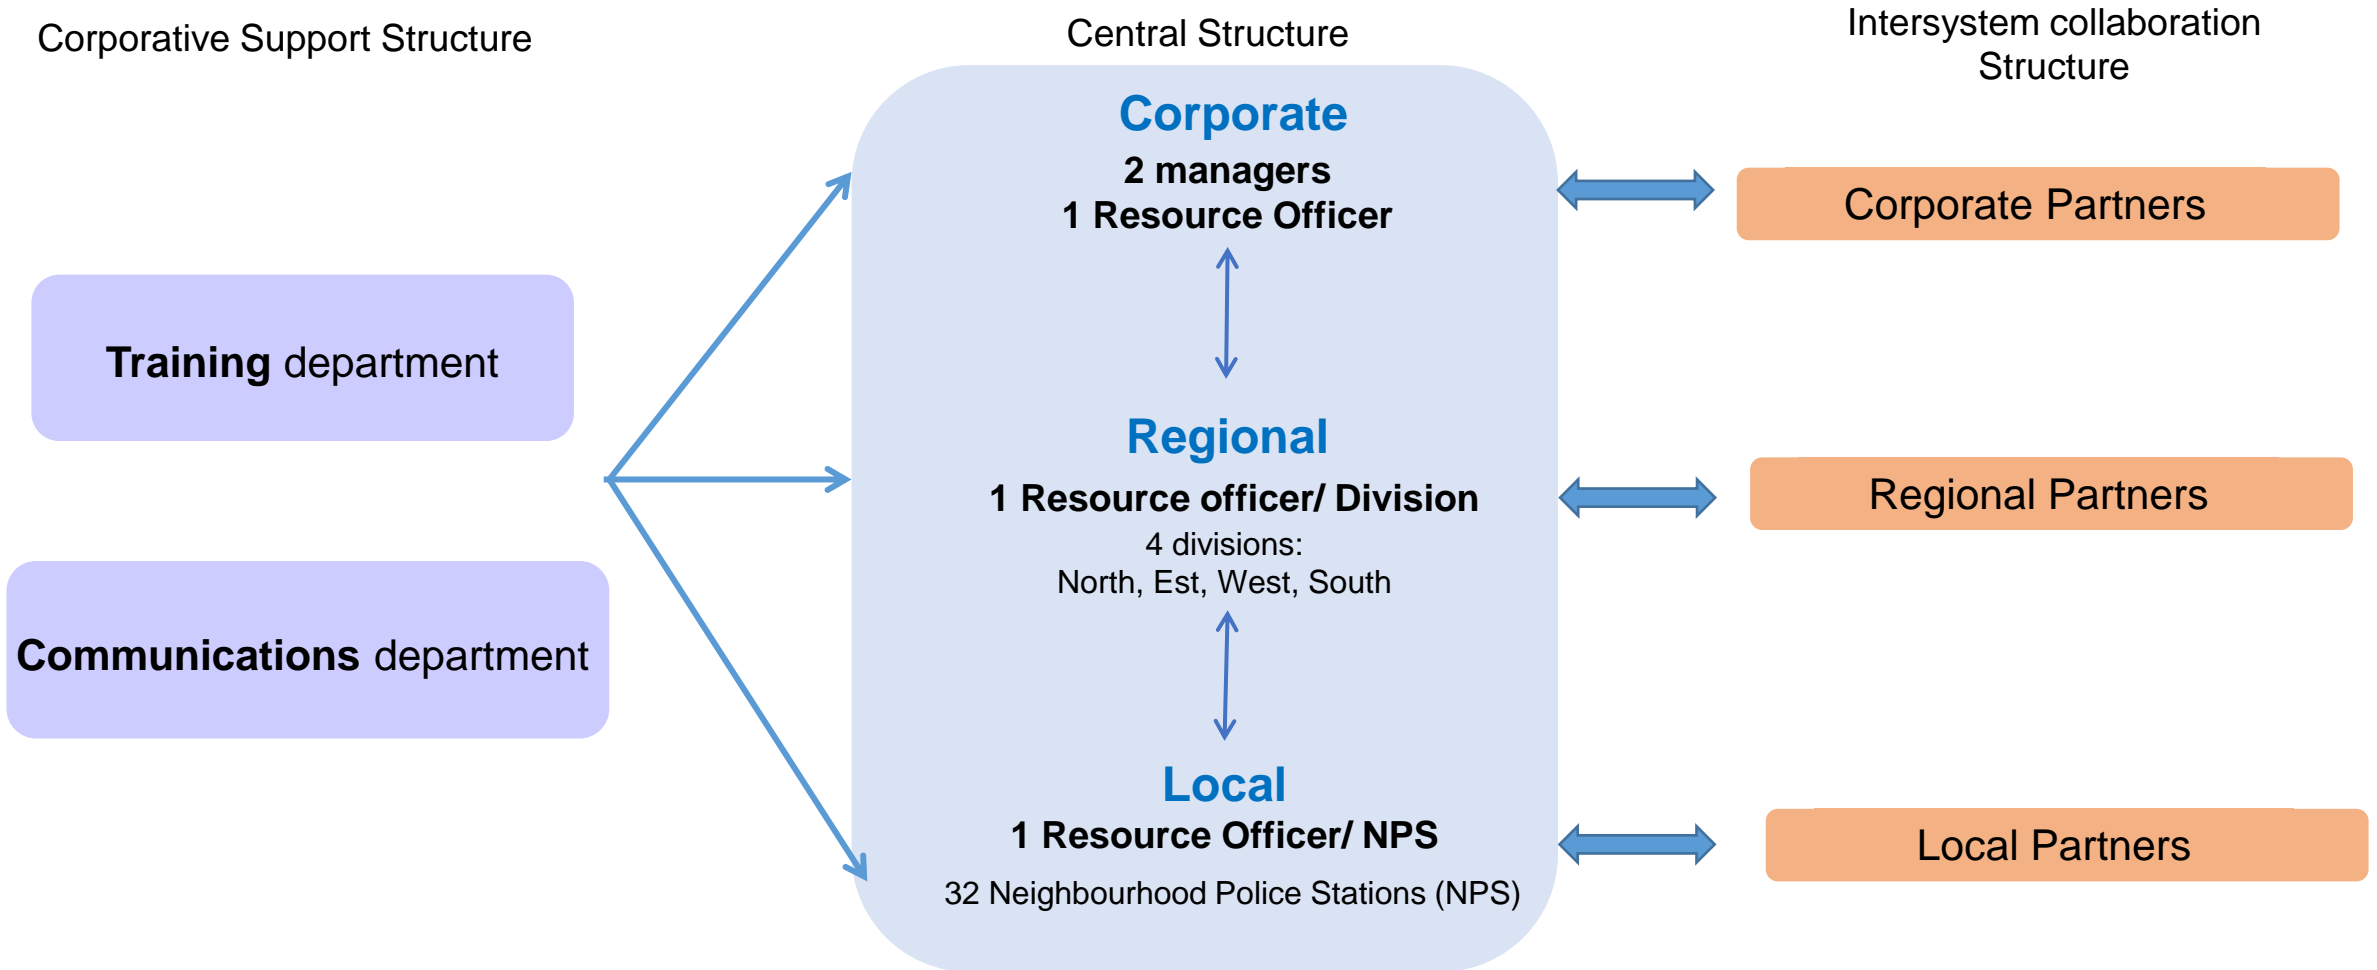 Corporative Support Structure
Central Structure
Intersystem collaboration
Structure
Training department
Communications department
Corporate
2 managers
1 Resource Officer
Regional
1 Resource officer/ Division
4 divisions:
North, Est, West, South
Local
1 Resource Officer/ NPS
32 Neighbourhood Police Stations (NPS)
Corporate Partners
Regional Partners
Local Partners